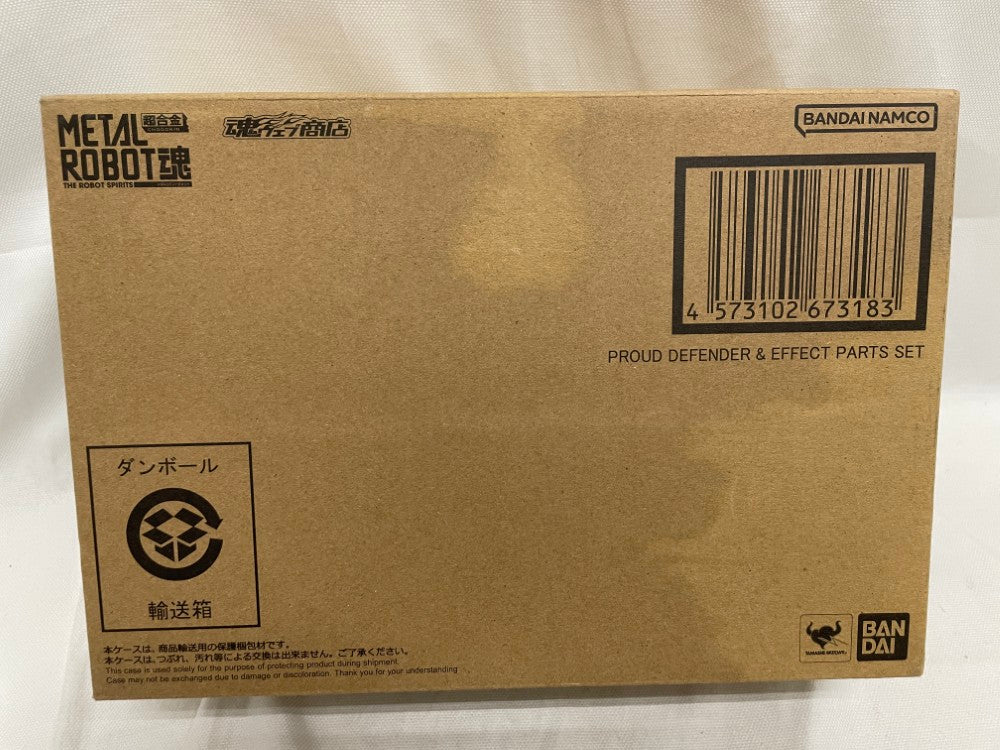 METAL 超合金
CHOGOKIN
ROBOT魂
THE ROBOT SPIRITS
魂ウェブ商店
BANDAI NAMCO
4 573102 673183
PROUD DEFENDER & EFFECT PARTS SET
ダンボール
輸送箱
本ケースは、商品輸送用の保護梱包材です。
本ケースは、つぶれ、汚れ等による交換は出来ません。ご了承ください。
This case is used solely for the purpose of protecting product during shipment.
Case may not be exchanged due to damage or discoloration. Thank you for your understanding
TAMASHII NATIONS
BAN
DAI